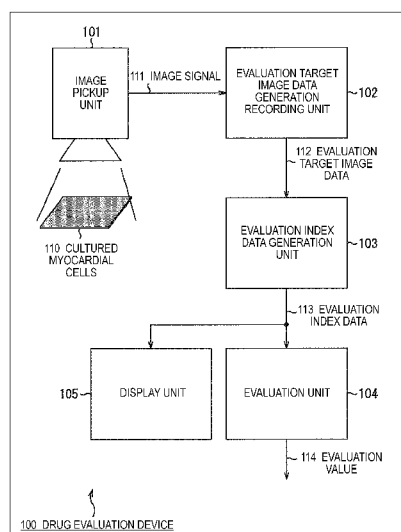 101
IMAGE
PICKUP
UNIT
111 IMAGE SIGNAL
EVALUATION TARGET
IMAGE DATA
GENERATION
RECORDING UNIT
102
112 EVALUATION
TARGET IMAGE
DATA
110 CULTURED
MYOCARDIAL
CELLS
EVALUATION INDEX
DATA GENERATION
UNIT
103
113 EVALUATION
INDEX DATA
105
DISPLAY UNIT
EVALUATION UNIT
104
114 EVALUATION
VALUE
100 DRUG EVALUATION DEVICE